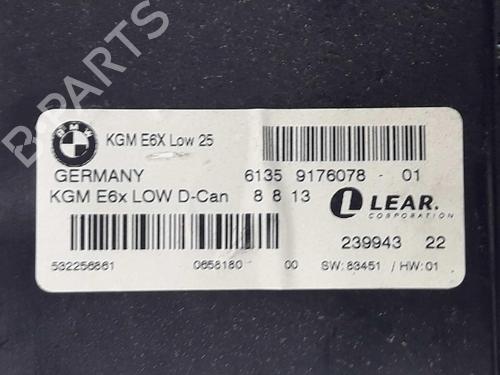 B-PARTS
BMW
KGM E6X Low 25
GERMANY 6135 9176078 - 01
KGM E6x LOW D-Can 8 8 13
LEAR.
CORPORATION
239943 22
532256861 0658180 00 SW: 83451 / HW: 01